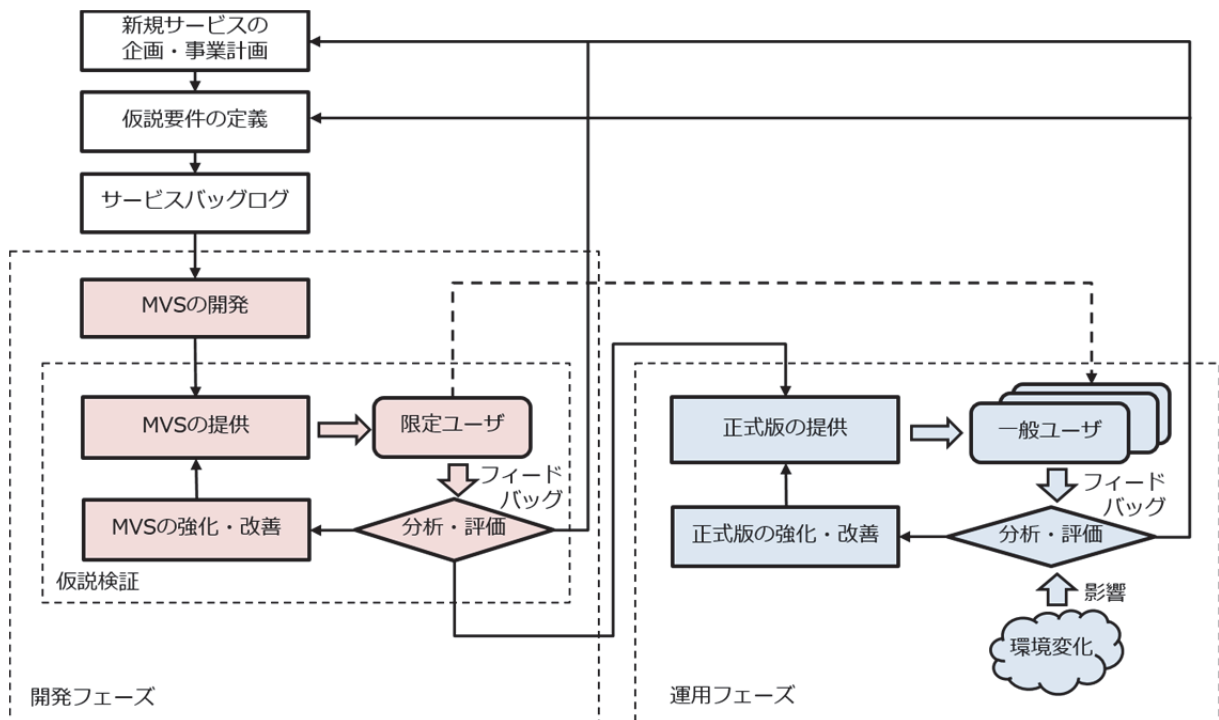 新規サービスの
企画・事業計画
仮説要件の定義
サービスバッグログ
MVSの開発
MVSの提供
限定ユーザ
フィード
バッグ
MVSの強化・改善
分析・評価
仮説検証
開発フェーズ
正式版の提供
一般ユーザ
フィード
バッグ
正式版の強化・改善
分析・評価
影響
環境変化
運用フェーズ